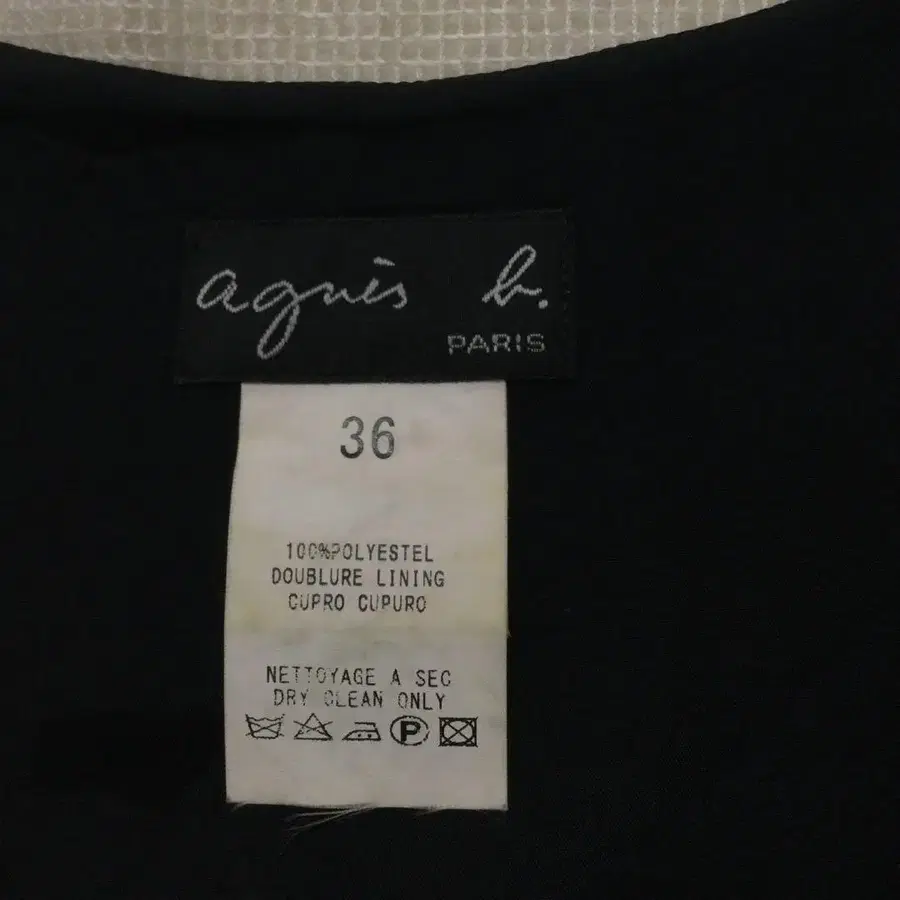 agnès b.
PARIS
36
100%POLYESTEL
DOUBLURE LINING
CUPRO CUPURO
NETTOYAGE A SEC
DRY CLEAN ONLY
P